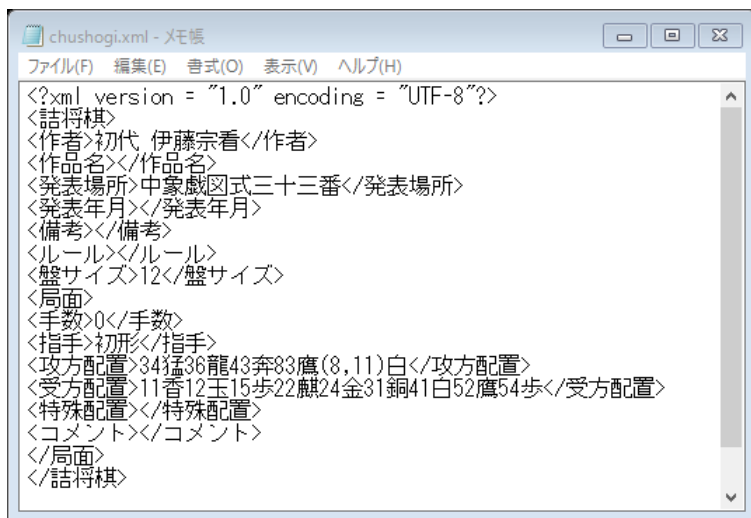 chushogi.xml - メモ帳
ファイル(F) 編集(E) 書式(O) 表示(V) ヘルプ(H)
<?xml version = "1.0" encoding = "UTF-8"?>
<詰将棋>
<作者>初代 伊藤宗看</作者>
<作品名></作品名>
<発表場所>中象戯図式三十三番</発表場所>
<発表年月></発表年月>
<備考></備考>
<ルール></ルール>
<盤サイズ>12</盤サイズ>
<局面>
<手数>0</手数>
<指手>初形</指手>
<攻方配置>34猛36龍43奔83鷹(8,11)白</攻方配置>
<受方配置>11香12玉15歩22麒24金31銅41白52鷹54歩</受方配置>
<特殊配置></特殊配置>
<コメント></コメント>
</局面>
</詰将棋>